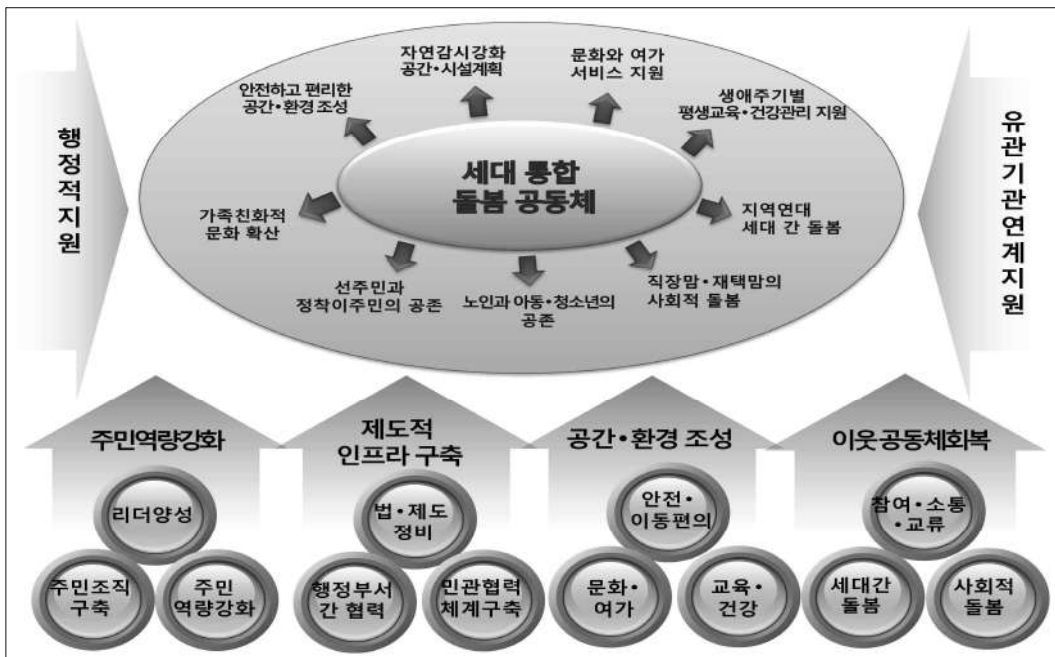 자연감시강화
공간·시설계획
문화와 여가
서비스 지원
안전하고 편리한
공간·환경 조성
생애주기별
평생교육·건강관리 지원
행정적지원
세대 통합
돌봄 공동체
유관기관연계지원
가족친화적
문화 확산
지역연대
세대 간 돌봄
선주민과
정착이주민의 공존
노인과 아동·청소년의
공존
직장맘·재택맘의
사회적 돌봄
주민역량강화
리더양성
주민조직
구축
주민
역량강화
제도적
인프라 구축
법·제도
정비
행정부서
간 협력
민관협력
체계구축
공간·환경 조성
안전·
이동편의
문화·
여가
교육·
건강
이웃공동체회복
참여·소통
·교류
세대간
돌봄
사회적
돌봄